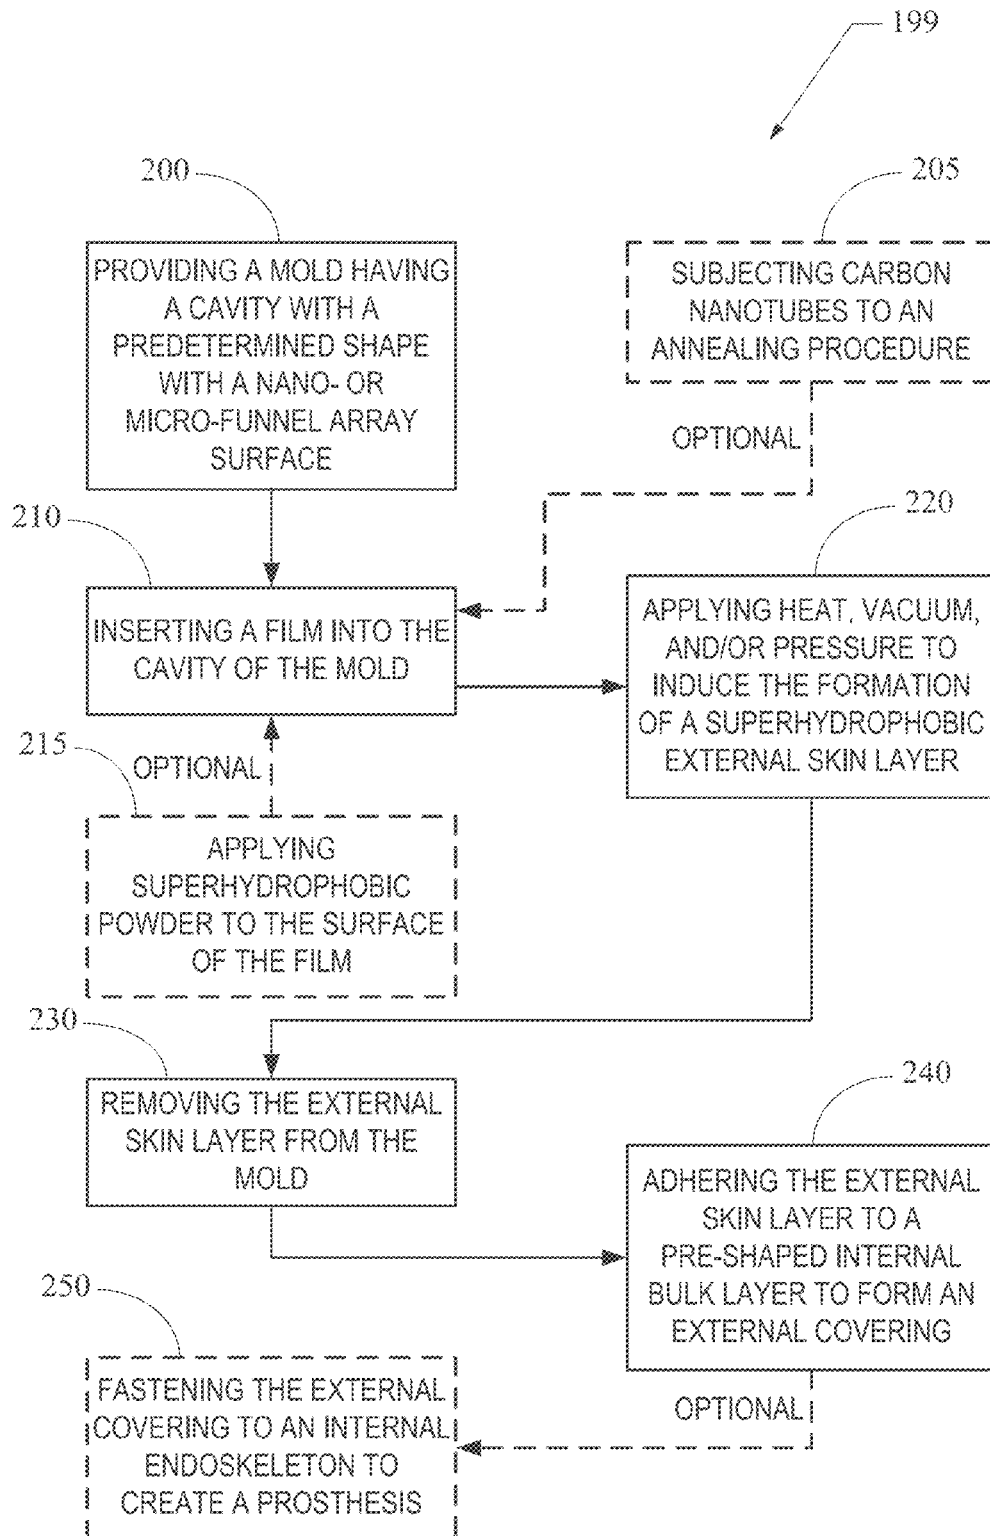 199
200
PROVIDING A MOLD HAVING
A CAVITY WITH A
PREDETERMINED SHAPE
WITH A NANO- OR
MICRO-FUNNEL ARRAY
SURFACE
205
SUBJECTING CARBON
NANOTUBES TO AN
ANNEALING PROCEDURE
OPTIONAL
210
INSERTING A FILM INTO THE
CAVITY OF THE MOLD
220
APPLYING HEAT, VACUUM,
AND/OR PRESSURE TO
INDUCE THE FORMATION
OF A SUPERHYDROPHOBIC
EXTERNAL SKIN LAYER
215
OPTIONAL
APPLYING
SUPERHYDROPHOBIC
POWDER TO THE SURFACE
OF THE FILM
230
REMOVING THE EXTERNAL
SKIN LAYER FROM THE
MOLD
240
ADHERING THE EXTERNAL
SKIN LAYER TO A
PRE-SHAPED INTERNAL
BULK LAYER TO FORM AN
EXTERNAL COVERING
OPTIONAL
250
FASTENING THE EXTERNAL
COVERING TO AN INTERNAL
ENDOSKELETON TO
CREATE A PROSTHESIS